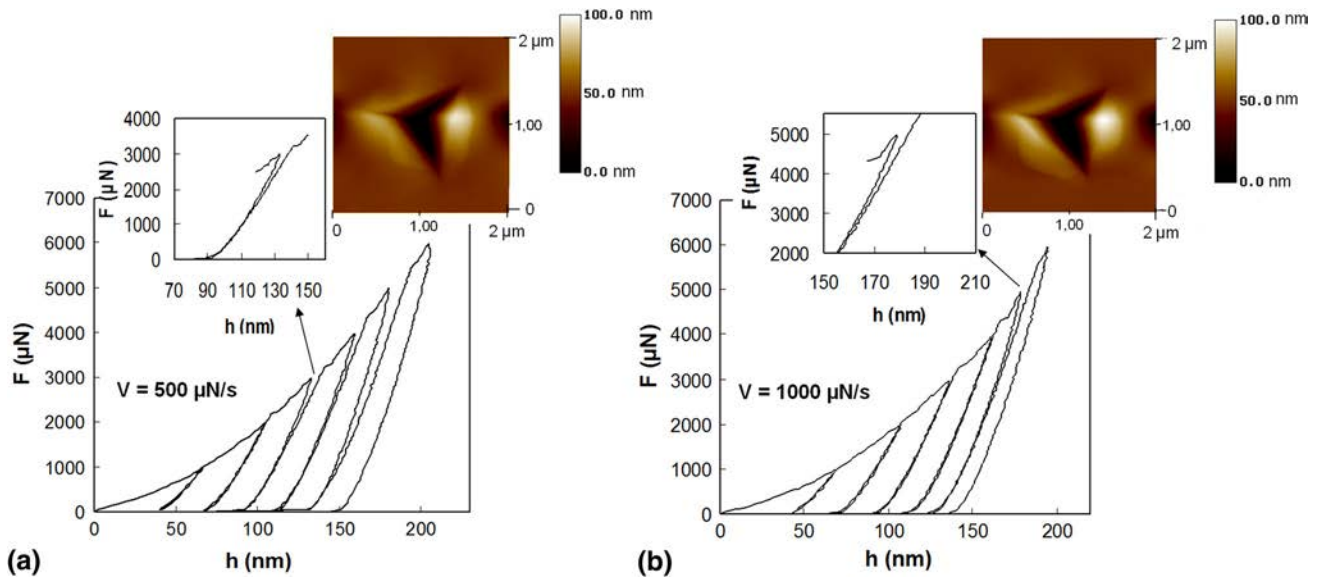 100.0 nm
2 µm
50.0 nm
1,00
0.0 nm
0
0
1,00
2 µm
4000
3000
2000
1000
0
F (µN)
70 90 110 130 150
h (nm)
7000
6000
5000
4000
3000
2000
1000
0
F (µN)
V = 500 µN/s
0 50 100 150 200
h (nm)
(a)
100.0 nm
2 µm
50.0 nm
1,00
0.0 nm
0
0
1,00
2 µm
5000
4000
3000
2000
F (µN)
150 170 190 210
h (nm)
7000
6000
5000
4000
3000
2000
1000
0
F (µN)
V = 1000 µN/s
0 50 100 150 200
h (nm)
(b)